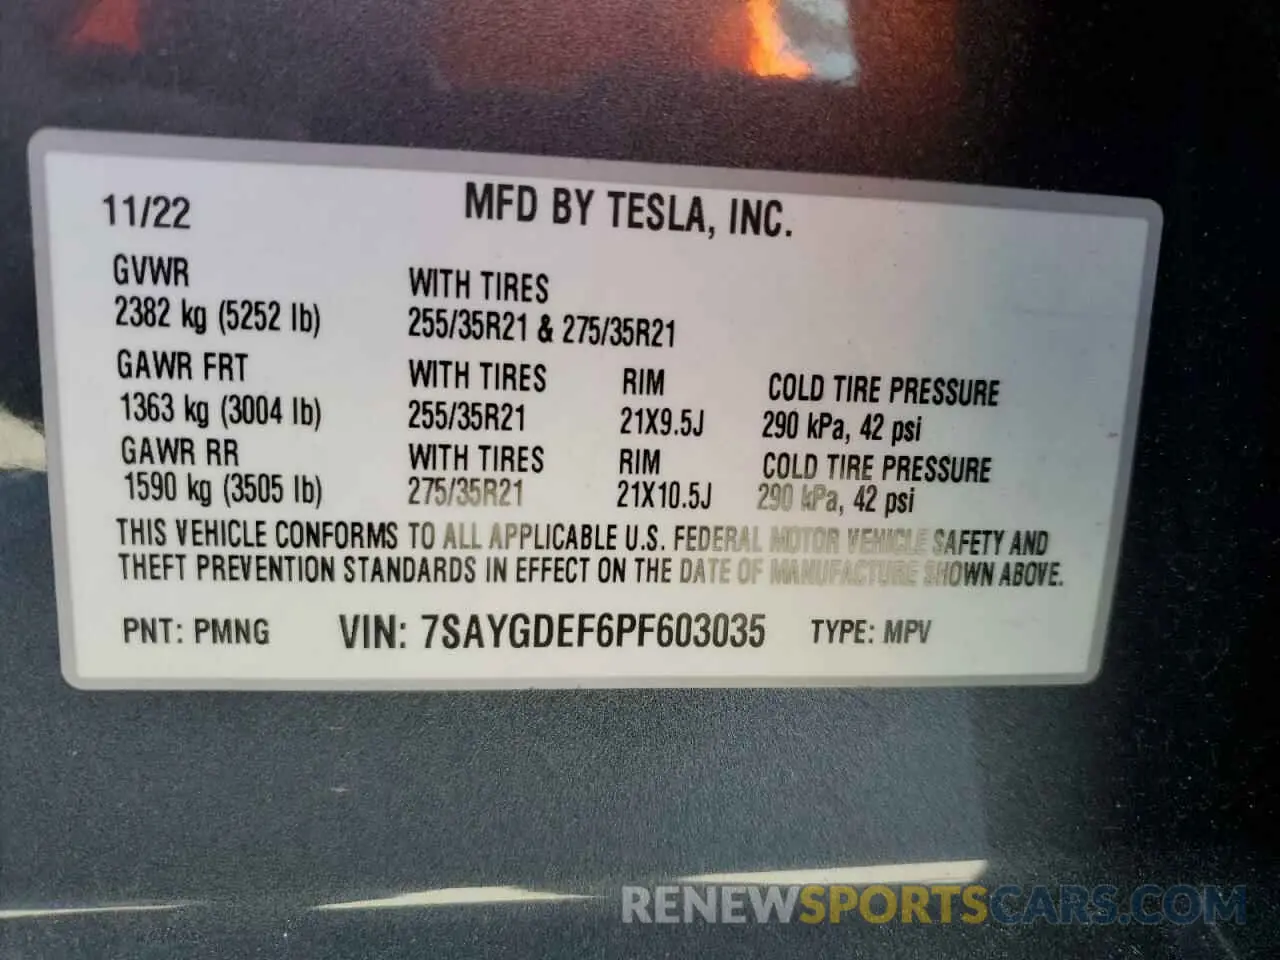 11/22 MFD BY TESLA, INC.
GVWR WITH TIRES
2382 kg (5252 lb) 255/35R21 & 275/35R21
GAWR FRT WITH TIRES RIM COLD TIRE PRESSURE
1363 kg (3004 lb) 255/35R21 21X9.5J 290 kPa, 42 psi
GAWR RR WITH TIRES RIM COLD TIRE PRESSURE
1590 kg (3505 lb) 275/35R21 21X10.5J 290 kPa, 42 psi
THIS VEHICLE CONFORMS TO ALL APPLICABLE U.S. FEDERAL MOTOR VEHICLE SAFETY AND
THEFT PREVENTION STANDARDS IN EFFECT ON THE DATE OF MANUFACTURE SHOWN ABOVE.
PNT: PMNG VIN: 7SAYGDEF6PF603035 TYPE: MPV
RENEWSPORTSCARS.COM